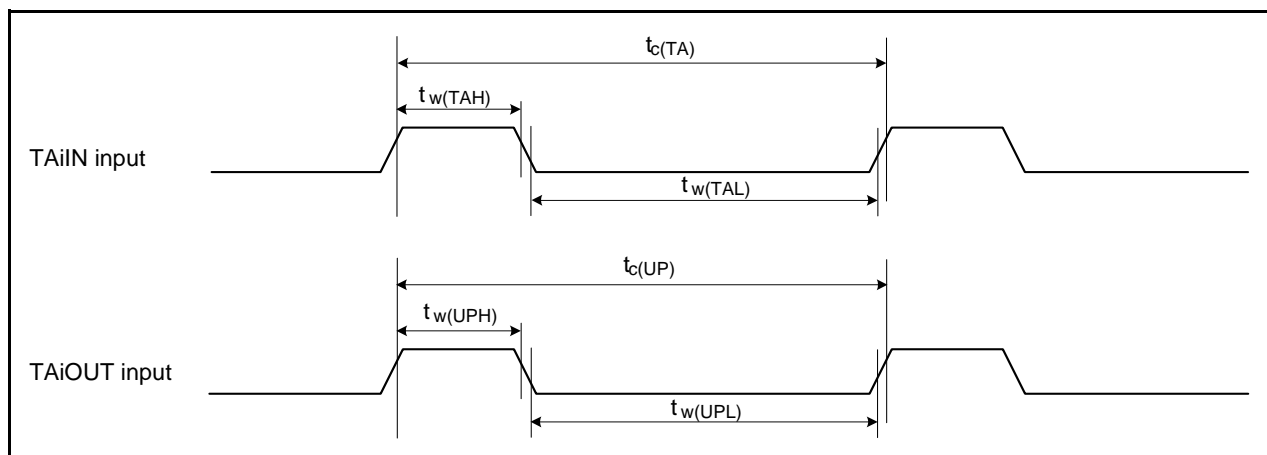 tc(TA)
tw(TAH)
TAiIN input
tw(TAL)
tc(UP)
tw(UPH)
TAiOUT input
tw(UPL)